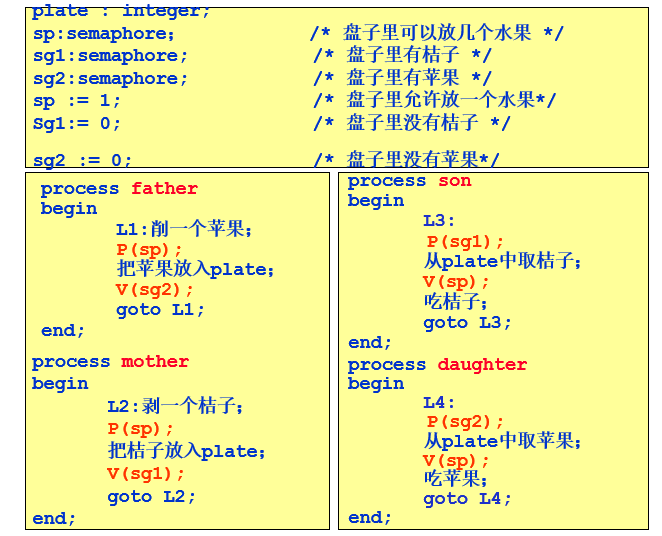 plate : integer;
sp:semaphore; /* 盘子里可以放几个水果 */
sg1:semaphore; /* 盘子里有桔子 */
sg2:semaphore; /* 盘子里有苹果 */
sp := 1; /* 盘子里允许放一个水果*/
Sg1:= 0; /* 盘子里没有桔子 */
sg2 := 0; /* 盘子里没有苹果*/
process father
begin
L1:削一个苹果;
P(sp);
把苹果放入plate;
V(sg2);
goto L1;
end;
process mother
begin
L2:剥一个桔子;
P(sp);
把桔子放入plate;
V(sg1);
goto L2;
end;
process son
begin
L3:
P(sg1);
从plate中取桔子;
V(sp);
吃桔子;
goto L3;
end;
process daughter
begin
L4:
P(sg2);
从plate中取苹果;
V(sp);
吃苹果;
goto L4;
end;